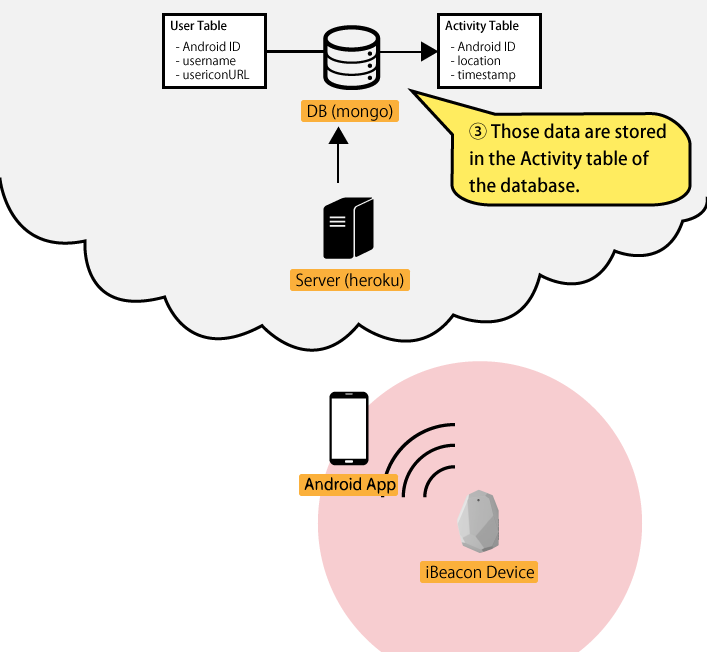 User Table
- Android ID
- username
- usericonURL
Activity Table
- Android ID
- location
- timestamp
DB (mongo)
③ Those data are stored
in the Activity table of
the database.
Server (heroku)
Android App
iBeacon Device